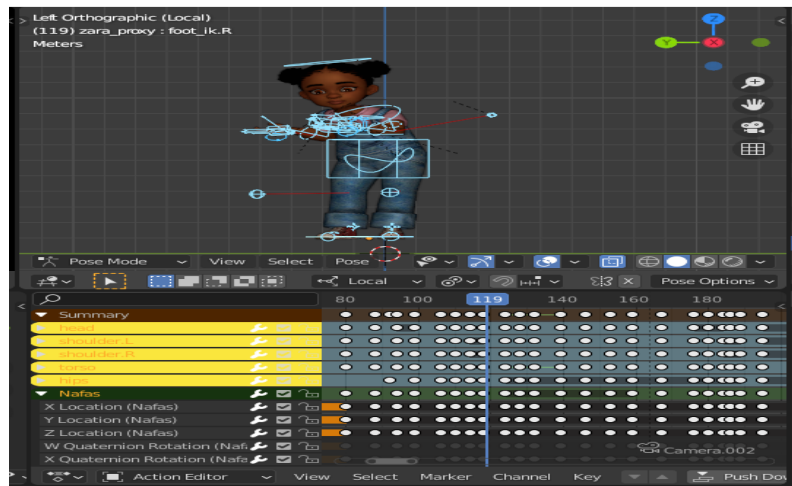 Left Orthographic (Local)
(119) zara_proxy : foot_ik.R
Meters
Z
Y
X
Pose Mode View Select Pose
Local Pose Options
80 100 119 140 160 180
Summary
head
shoulder.L
shoulder.R
torso
hips
Nafas
X Location (Nafas)
Y Location (Nafas)
Z Location (Nafas)
W Quaternion Rotation (Nafa
Camera.002
X Quaternion Rotation (Nafa
Action Editor View Select Marker Channel Key Push Dov